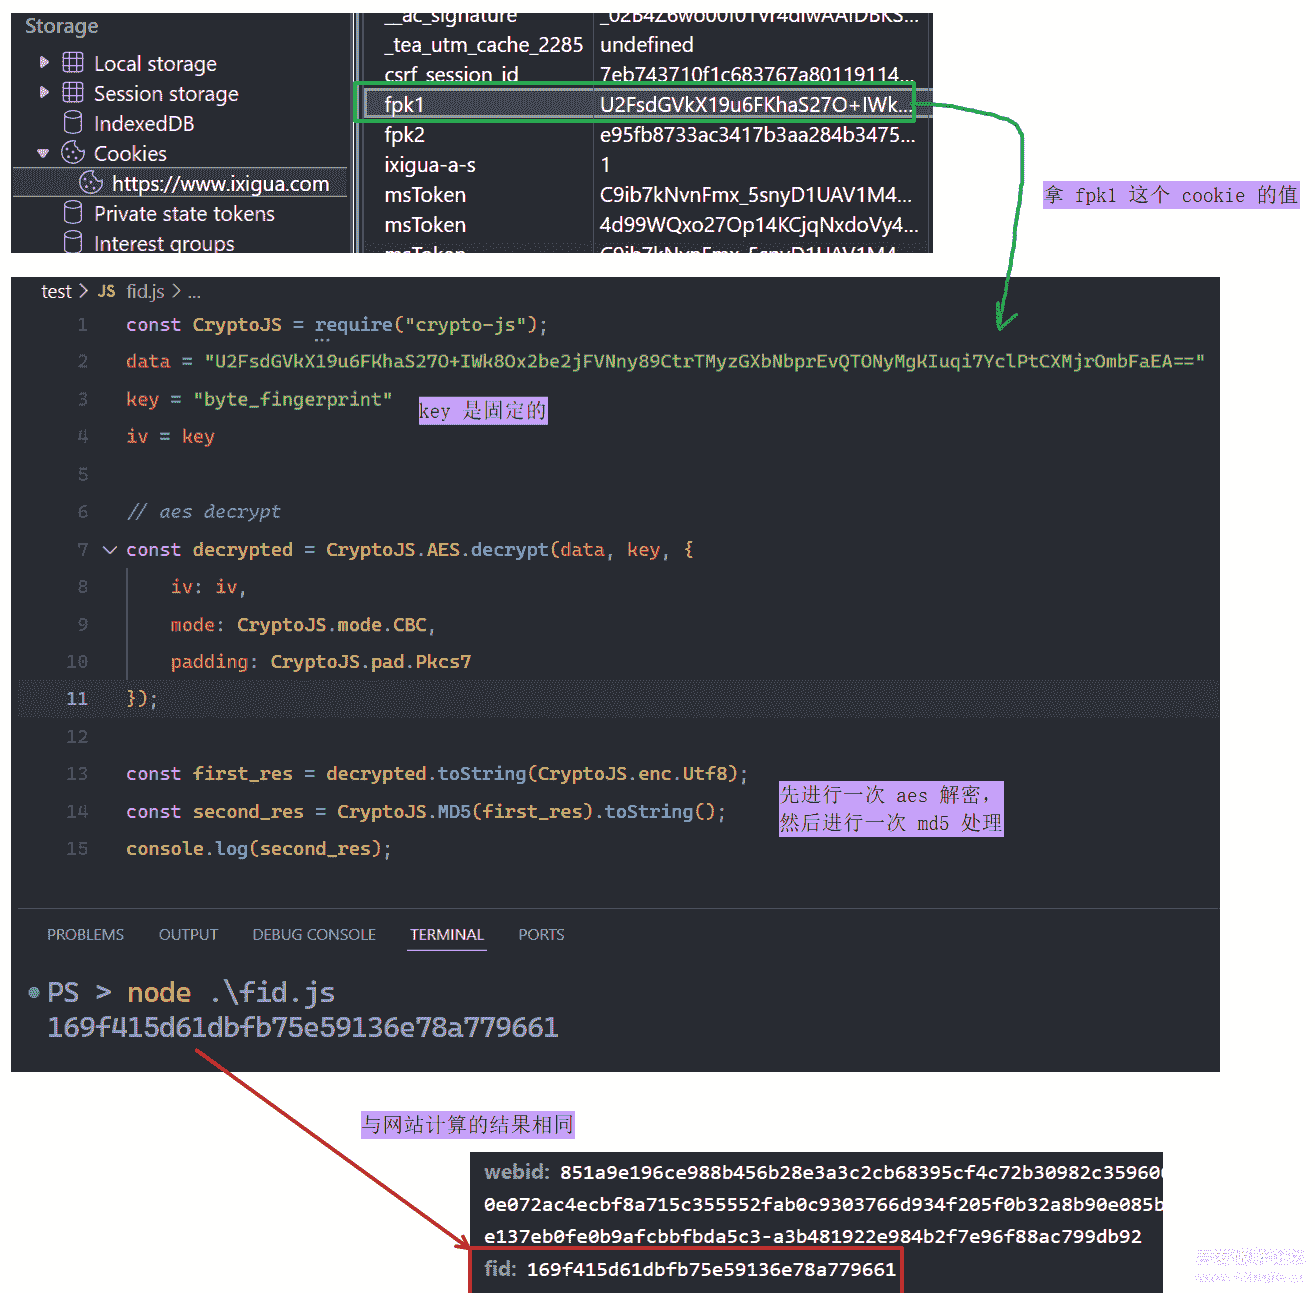 Storage
Local storage
Session storage
IndexedDB
Cookies
https://www.ixigua.com
Private state tokens
Interest groups
__ac_signature
_tea_utm_cache_2285 undefined
csrf_session_id 7eb743710f1c683767a80119114...
fpk1 U2FsdGVkX19u6FKhaS27O+IWk...
fpk2 e95fb8733ac3417b3aa284b3475...
ixigua-a-s 1
msToken C9ib7kNvnFmx_5snyD1UAV1M4...
msToken 4d99WQxo27Op14KCjqNxdoVy4...
msToken C9ib7kNvnFmx_5snyD1UAV1M4...
拿 fpk1 这个 cookie 的值
test > JS fid.js > ...
1 const CryptoJS = require("crypto-js");
2 data = "U2FsdGVkX19u6FKhaS27O+IWk8Ox2be2jFVNny89CtrTMyzGXbNbprEvQTONyMgKIuqi7YclPtCXMjrOmbFaEA=="
3 key = "byte_fingerprint"
key 是固定的
4 iv = key
5
6 // aes decrypt
7 const decrypted = CryptoJS.AES.decrypt(data, key, {
8 iv: iv,
9 mode: CryptoJS.mode.CBC,
10 padding: CryptoJS.pad.Pkcs7
11 });
12
13 const first_res = decrypted.toString(CryptoJS.enc.Utf8);
14 const second_res = CryptoJS.MD5(first_res).toString();
15 console.log(second_res);
先进行一次 aes 解密，
然后进行一次 md5 处理
PROBLEMS OUTPUT DEBUG CONSOLE TERMINAL PORTS
PS > node .\fid.js
169f415d61dbfb75e59136e78a779661
与网站计算的结果相同
webid: 851a9e196ce988b456b28e3a3c2cb68395cf4c72b30982c35960
0e072ac4ecbf8a715c355552fab0c9303766d934f205f0b32a8b90e085b
e137eb0fe0b9afcbbfbda5c3-a3b481922e984b2f7e96f88ac799db92
fid: 169f415d61dbfb75e59136e78a779661